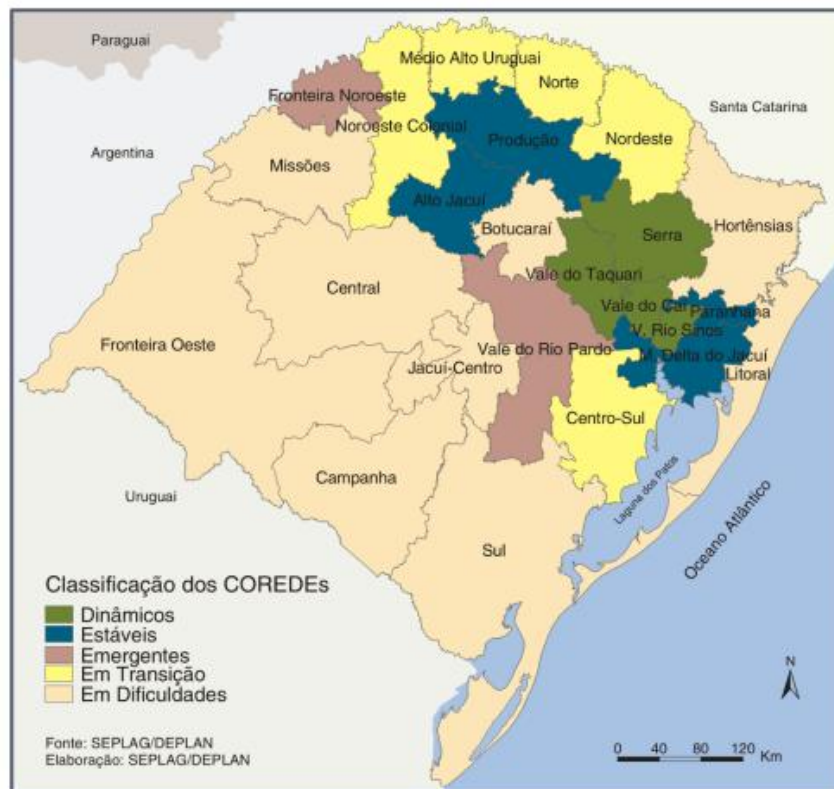 Paraguai
Médio Alto Uruguai
Norte
Fronteira Noroeste
Santa Catarina
Noroeste Colonial
Produção
Nordeste
Argentina
Missões
Alto Jacuí
Botucaraí
Hortênsias
Serra
Vale do Taquari
Central
Vale do Caí
Paranhana
V. Rio Sinos
Fronteira Oeste
Vale do Rio Pardo
M. Delta do Jacuí
Jacuí-Centro
Litoral
Centro-Sul
Campanha
Uruguai
Laguna dos Patos
Oceano Atlântico
Sul
Classificação dos COREDEs
Dinâmicos
Estáveis
Emergentes
Em Transição
Em Dificuldades
N
Fonte: SEPLAG/DEPLAN
Elaboração: SEPLAG/DEPLAN
0 40 80 120 Km